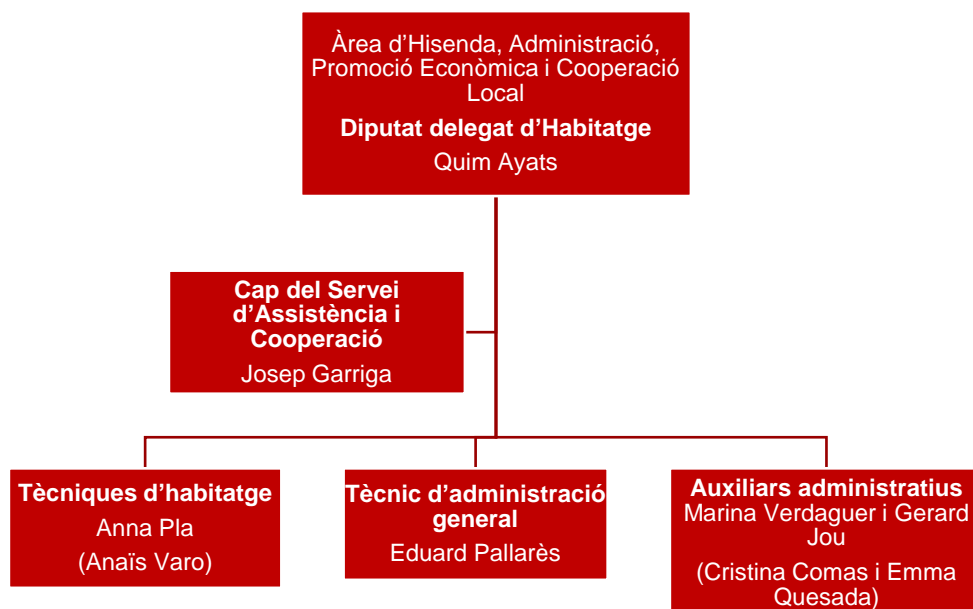 Àrea d’Hisenda, Administració,
Promoció Econòmica i Cooperació
Local
Diputat delegat d’Habitatge
Quim Ayats
Cap del Servei
d’Assistència i
Cooperació
Josep Garriga
Tècniques d’habitatge
Anna Pla
(Anaïs Varo)
Tècnic d’administració
general
Eduard Pallarès
Auxiliars administratius
Marina Verdaguer i Gerard
Jou
(Cristina Comas i Emma
Quesada)